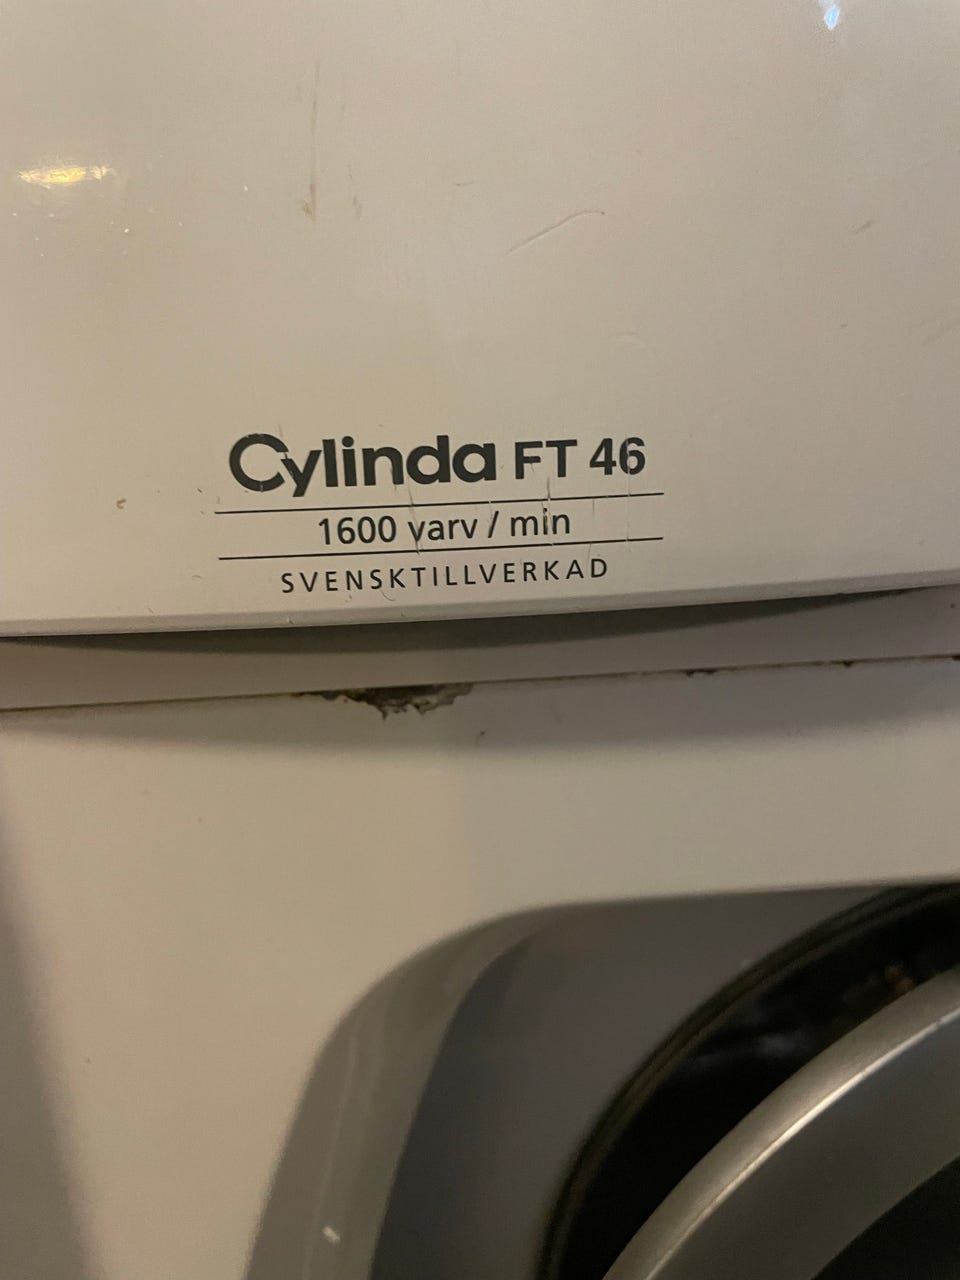 Cylinda FT 46
1600 varv / min
SVENSKTILLVERKAD